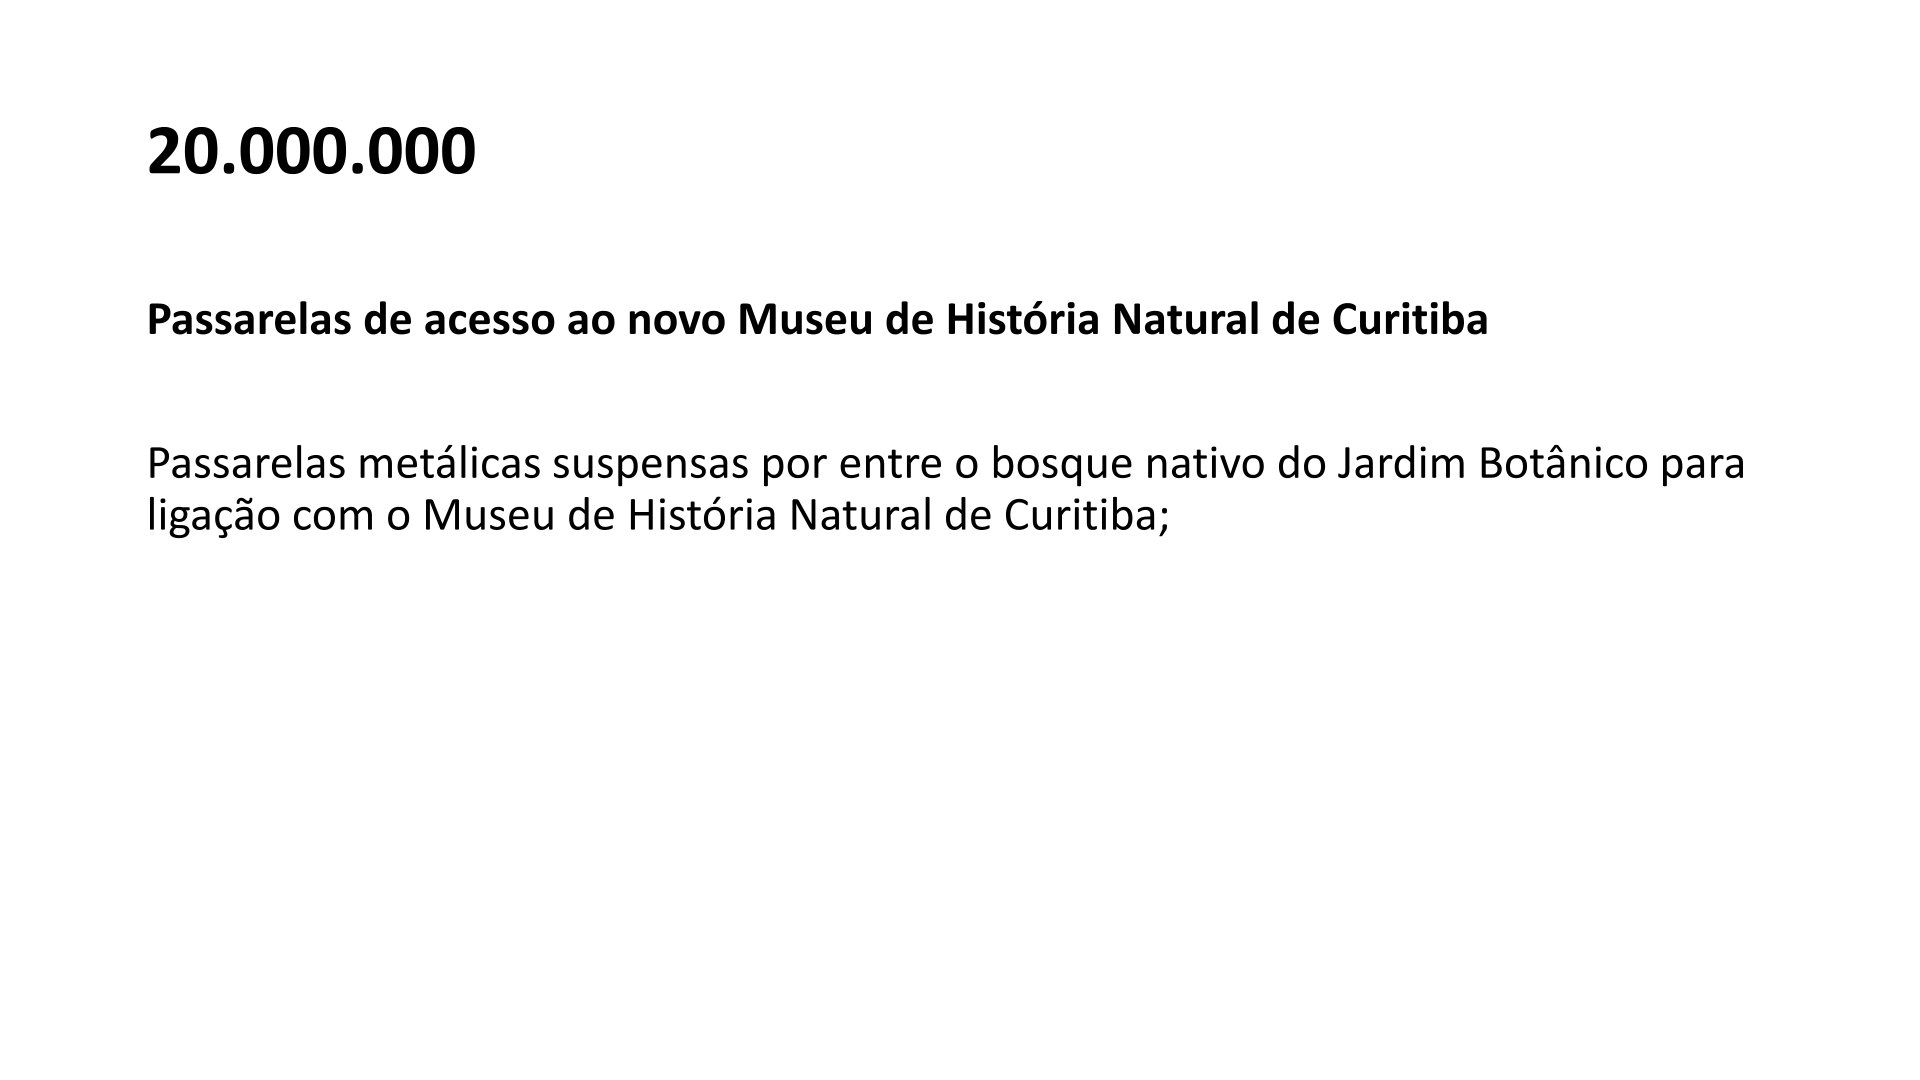 20.000.000
Passarelas de acesso ao novo Museu de História Natural de Curitiba
Passarelas metálicas suspensas por entre o bosque nativo do Jardim Botânico para
ligação com o Museu de História Natural de Curitiba;